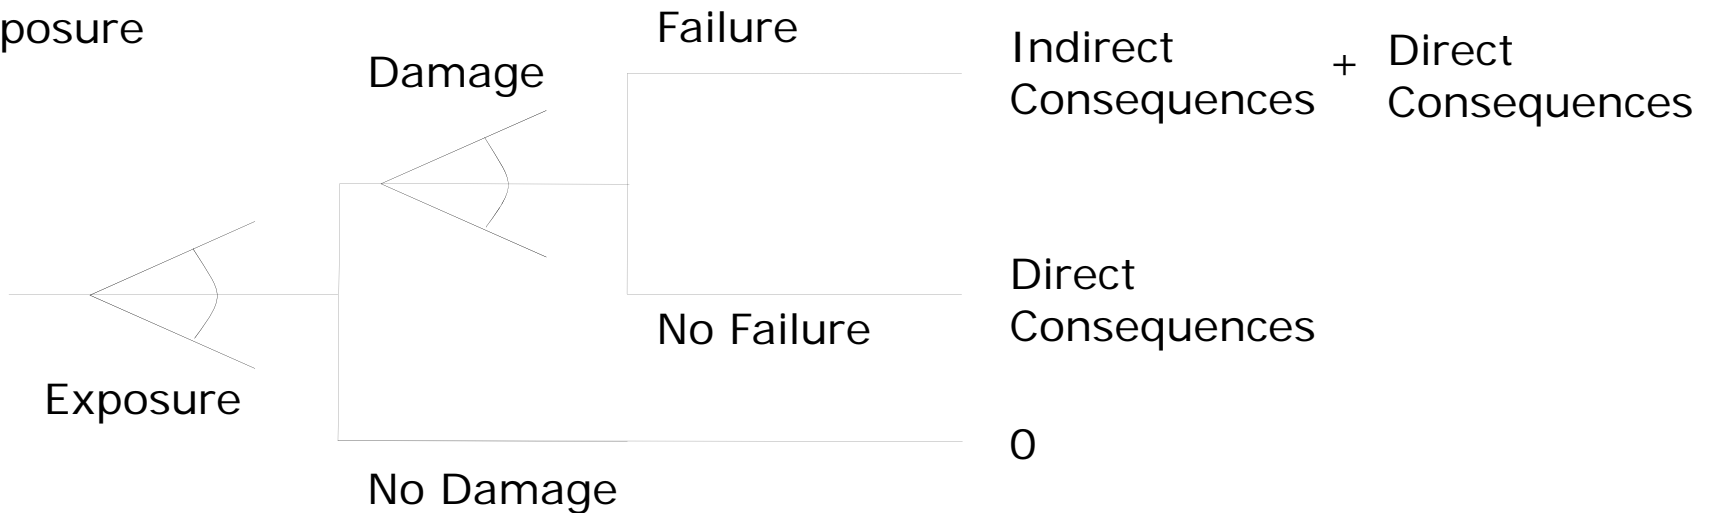 posure
Failure
Damage
Indirect
Consequences
+
Direct
Consequences
Direct
Consequences
No Failure
Exposure
0
No Damage